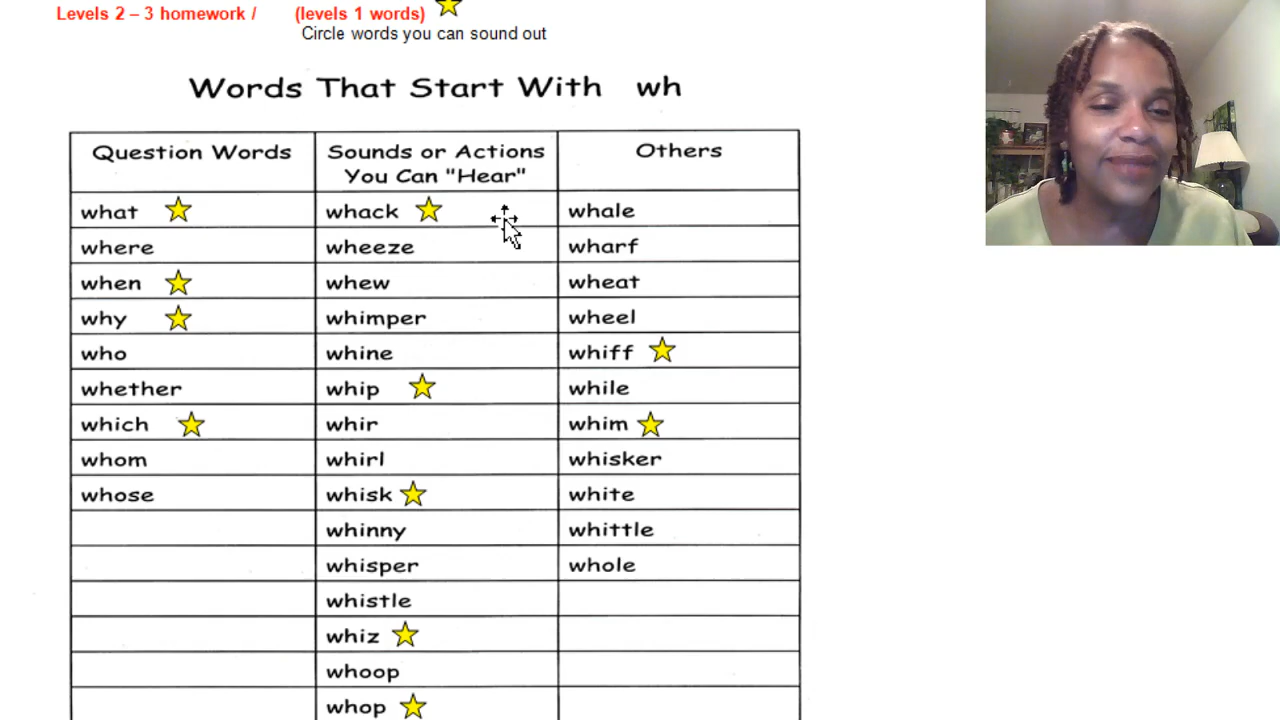 Levels 2 – 3 homework / (levels 1 words)
Circle words you can sound out
Words That Start With wh
Question Words Sounds or Actions You Can "Hear" Others
what whack whale
where wheeze wharf
when whew wheat
why whimper wheel
who whine whiff
whether whip while
which whir whim
whom whirl whisker
whose whisk white
whinny whittle
whisper whole
whistle
whiz
whoop
whop